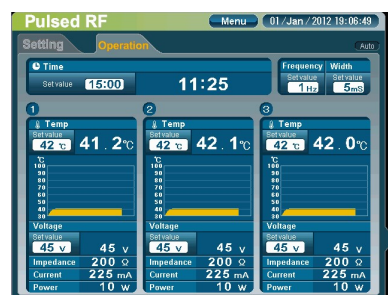 Pulsed RF Menu 01/Jan/2012 19:06:49
Setting Operation Auto
Time Frequency Width
Set value 15:00 11:25 Set value 1 Hz Set value 5mS
1 2 3
Temp Temp Temp
Set value Set value Set value
42 ℃ 41.2℃ 42 ℃ 42.1℃ 42 ℃ 42.0℃
℃ ℃ ℃
100 100 100
90 90 90
80 80 80
70 70 70
60 60 60
50 50 50
40 40 40
30 30 30
Voltage Voltage Voltage
Set value Set value Set value
45 V 45 V 45 V 45 V 45 V 45 V
Impedance 200 Ω Impedance 200 Ω Impedance 200 Ω
Current 225 mA Current 225 mA Current 225 mA
Power 10 W Power 10 W Power 10 W